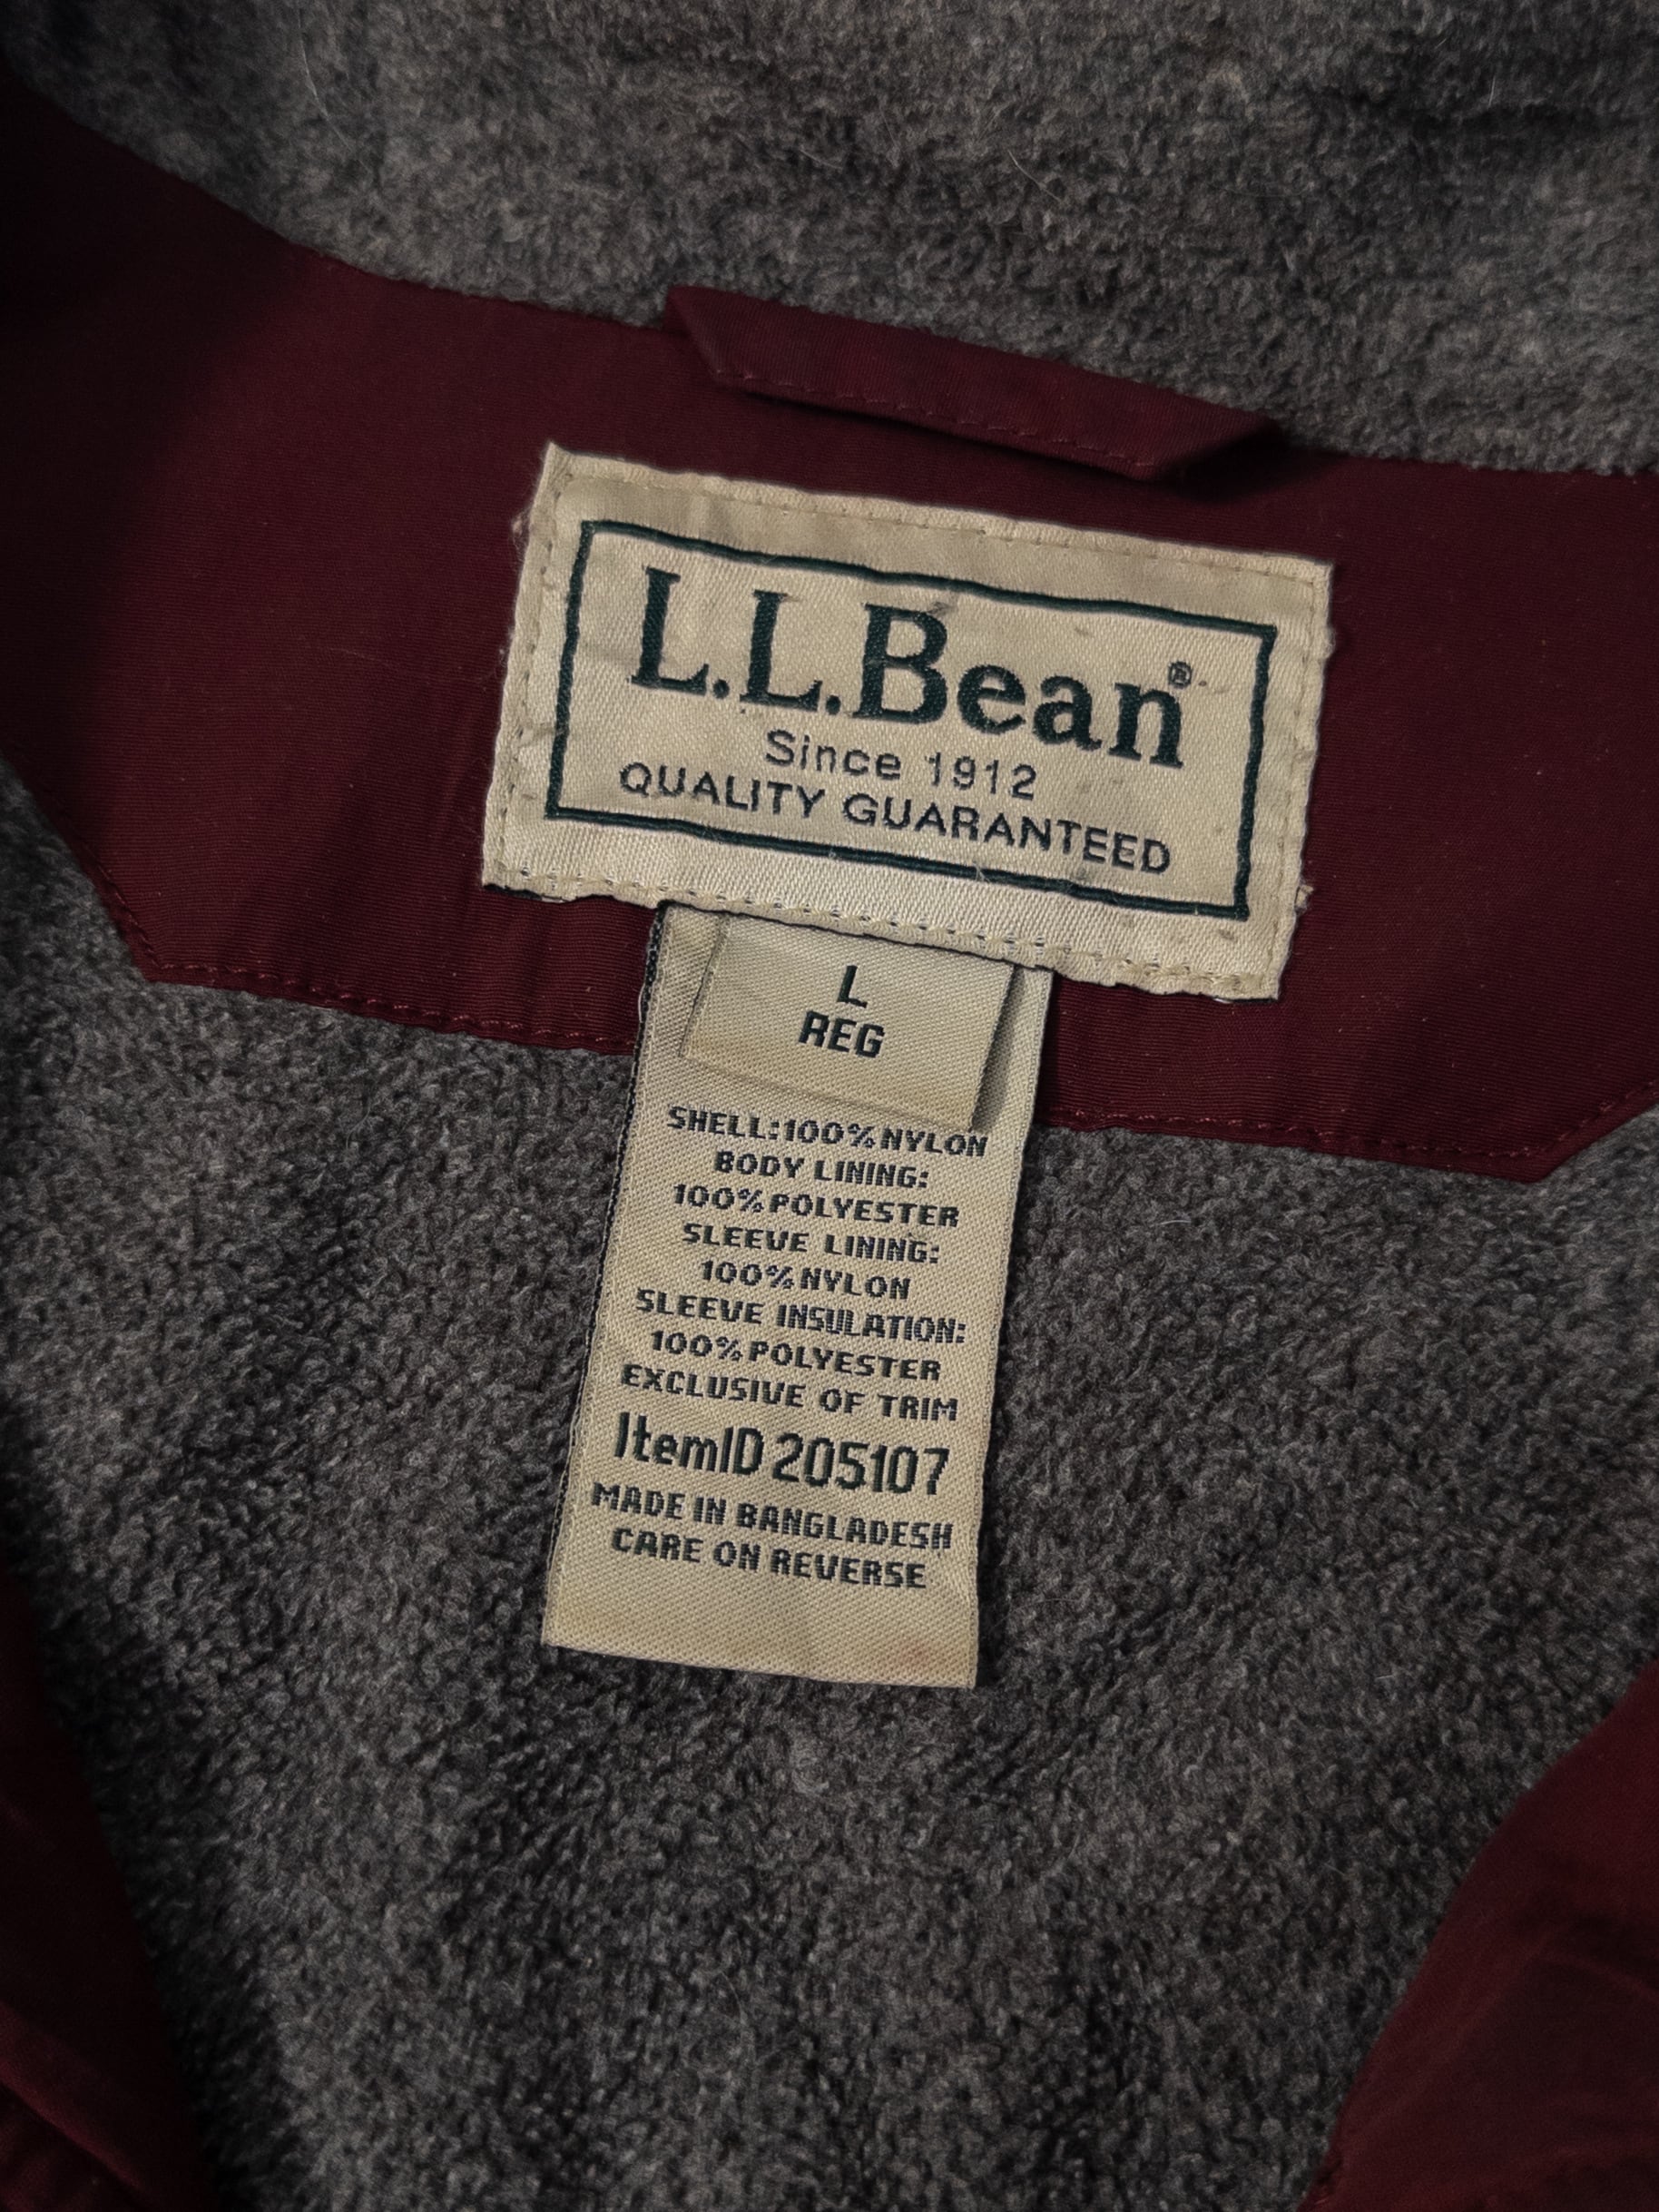 L.L.Bean®
Since 1912
QUALITY GUARANTEED
L
REG
SHELL:100% NYLON
BODY LINING:
100% POLYESTER
SLEEVE LINING:
100% NYLON
SLEEVE INSULATION:
100% POLYESTER
EXCLUSIVE OF TRIM
ItemID 205107
MADE IN BANGLADESH
CARE ON REVERSE